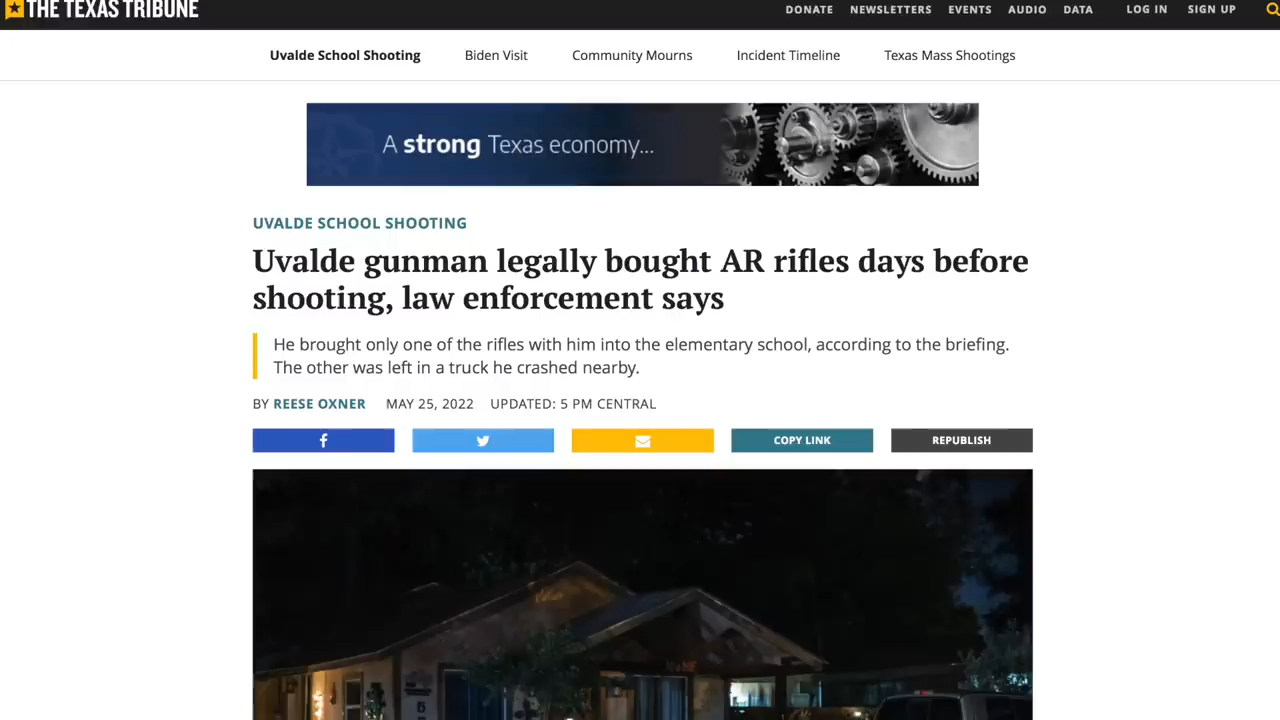 THE TEXAS TRIBUNE
DONATE NEWSLETTERS EVENTS AUDIO DATA LOG IN SIGN UP
Uvalde School Shooting Biden Visit Community Mourns Incident Timeline Texas Mass Shootings
A strong Texas economy...
UVALDE SCHOOL SHOOTING
Uvalde gunman legally bought AR rifles days before
shooting, law enforcement says
He brought only one of the rifles with him into the elementary school, according to the briefing.
The other was left in a truck he crashed nearby.
BY REESE OXNER MAY 25, 2022 UPDATED: 5 PM CENTRAL
COPY LINK REPUBLISH